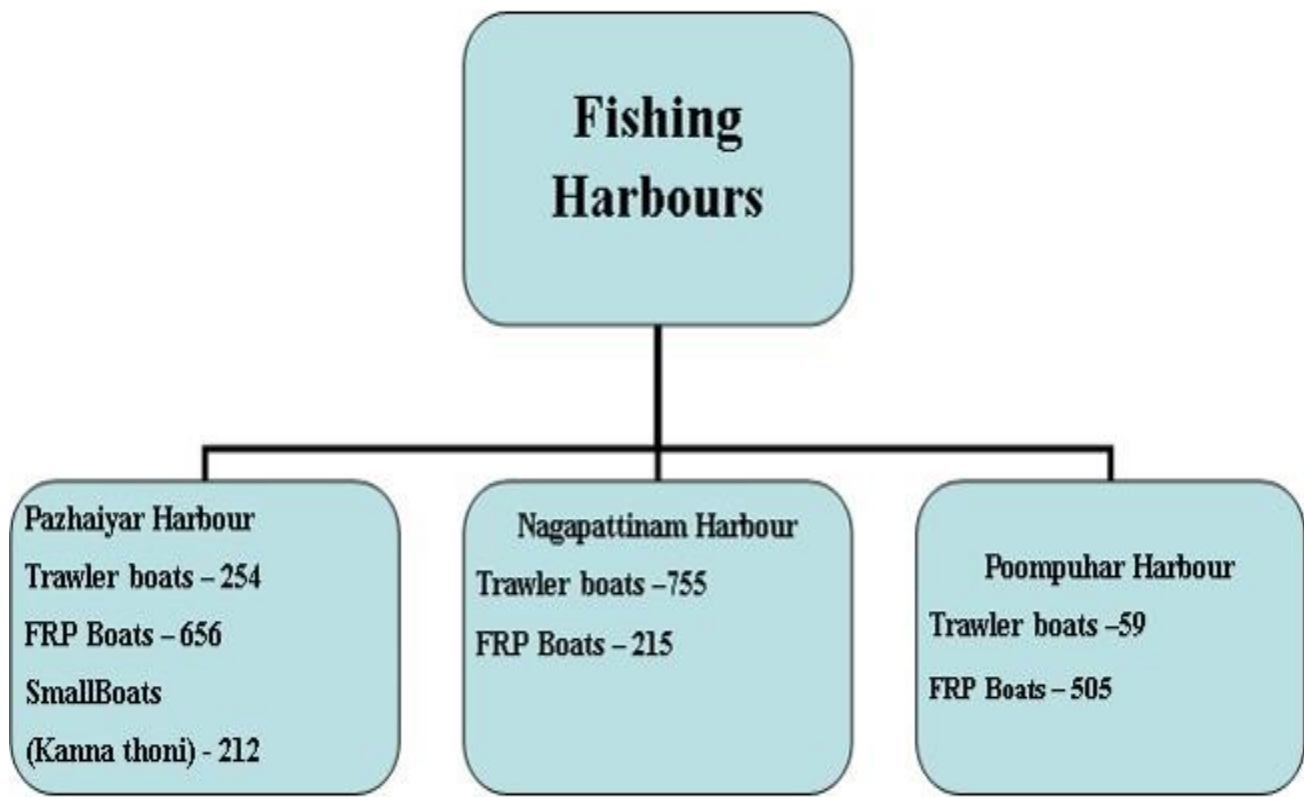 Fishing
Harbours
Pazhaiyar Harbour
Trawler boats – 254
FRP Boats – 656
SmallBoats
(Kanna thoni) - 212
Nagapattinam Harbour
Trawler boats –755
FRP Boats – 215
Poompuhar Harbour
Trawler boats –59
FRP Boats – 505